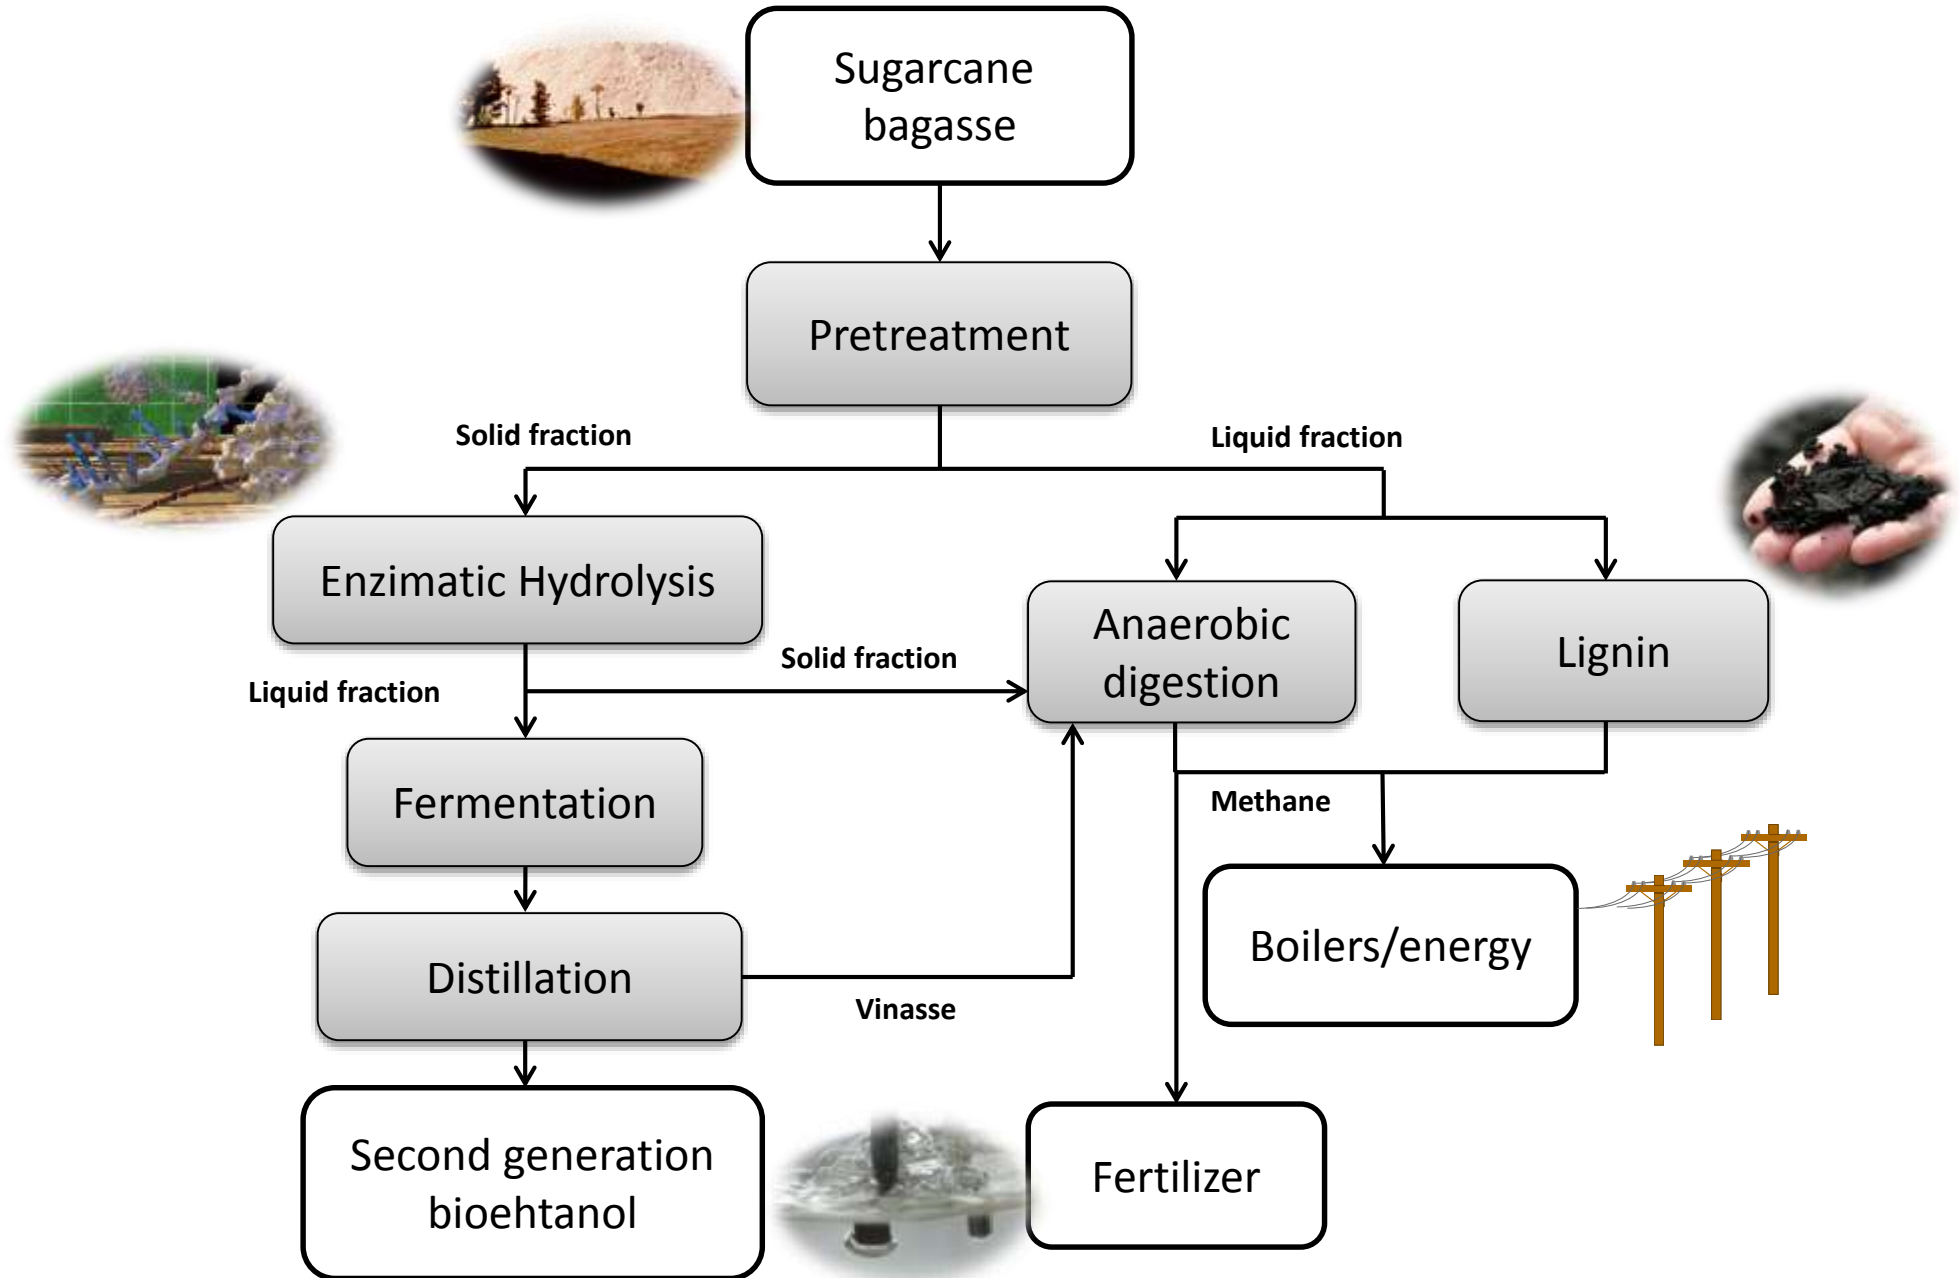 Sugarcane
bagasse
Pretreatment
Solid fraction
Liquid fraction
Enzimatic Hydrolysis
Anaerobic
digestion
Lignin
Solid fraction
Liquid fraction
Fermentation
Methane
Boilers/energy
Distillation
Vinasse
Second generation
bioehtanol
Fertilizer